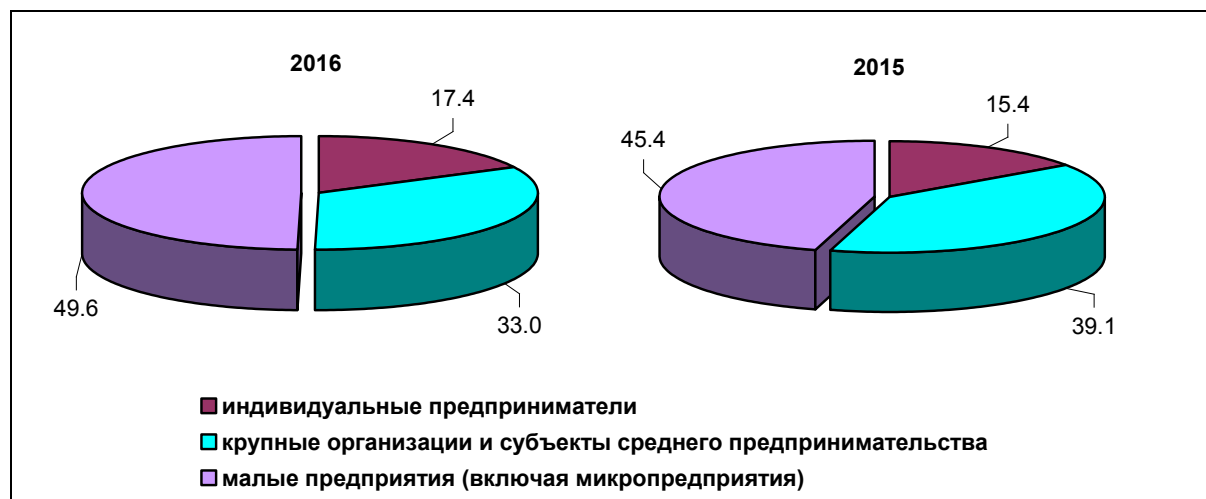 2016
2015
17.4
15.4
45.4
49.6
33.0
39.1
индивидуальные предприниматели
крупные организации и субъекты среднего предпринимательства
малые предприятия (включая микропредприятия)